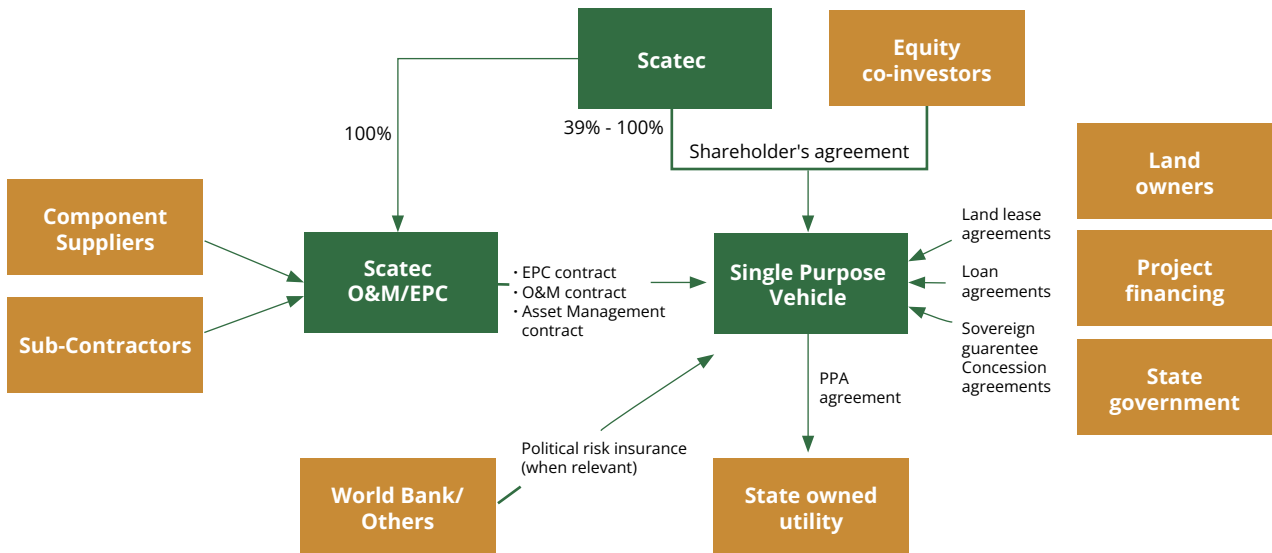 Scatec
Equity
co-investors
100%
39% - 100%
Shareholder's agreement
Land
owners
Component
Suppliers
Land lease
agreements
Scatec
O&M/EPC
· EPC contract
· O&M contract
· Asset Management
contract
Single Purpose
Vehicle
Loan
agreements
Project
financing
Sub-Contractors
Sovereign
guarentee
Concession
agreements
State
government
PPA
agreement
Political risk insurance
(when relevant)
World Bank/
Others
State owned
utility